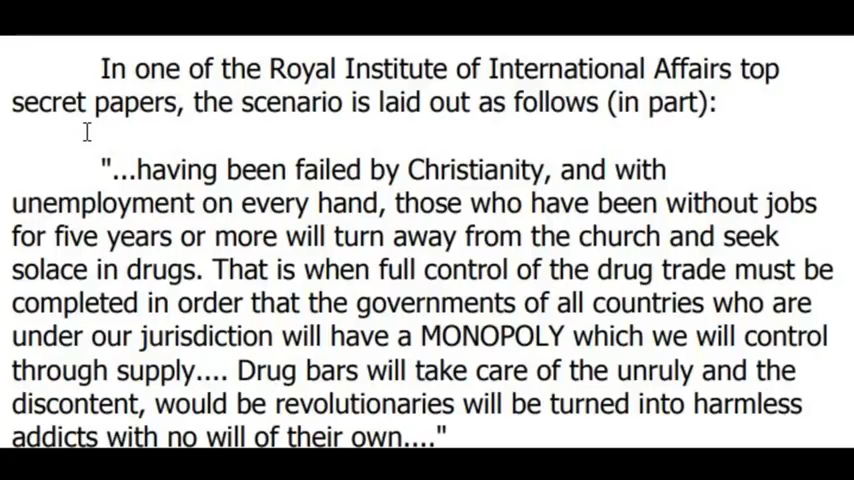 In one of the Royal Institute of International Affairs top
secret papers, the scenario is laid out as follows (in part):
"...having been failed by Christianity, and with
unemployment on every hand, those who have been without jobs
for five years or more will turn away from the church and seek
solace in drugs. That is when full control of the drug trade must be
completed in order that the governments of all countries who are
under our jurisdiction will have a MONOPOLY which we will control
through supply.... Drug bars will take care of the unruly and the
discontent, would be revolutionaries will be turned into harmless
addicts with no will of their own...."